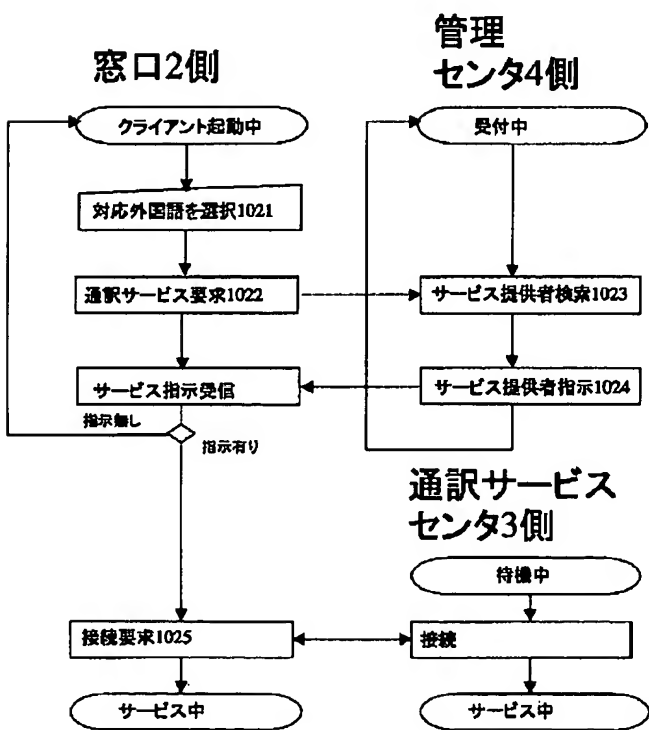 窓口2側
クライアント起動中
対応外国語を選択1021
通訳サービス要求1022
サービス指示受信
指示無し
指示有り
接続要求1025
サービス中
管理
センタ4側
受付中
サービス提供者検索1023
サービス提供者指示1024
通訳サービス
センタ3側
待機中
接続
サービス中